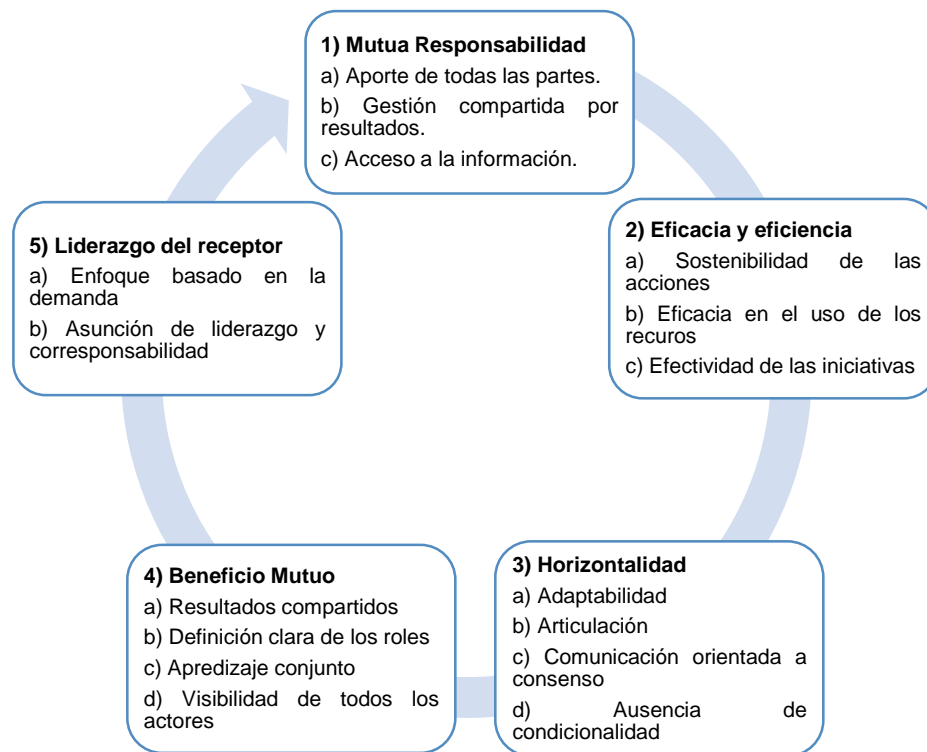 1) Mutua Responsabilidad
a) Aporte de todas las partes.
b) Gestión compartida por
resultados.
c) Acceso a la información.
2) Eficacia y eficiencia
a) Sostenibilidad de las
acciones
b) Eficacia en el uso de los
recuros
c) Efectividad de las iniciativas
3) Horizontalidad
a) Adaptabilidad
b) Articulación
c) Comunicación orientada a
consenso
d) Ausencia de
condicionalidad
4) Beneficio Mutuo
a) Resultados compartidos
b) Definición clara de los roles
c) Apredizaje conjunto
d) Visibilidad de todos los
actores
5) Liderazgo del receptor
a) Enfoque basado en la
demanda
b) Asunción de liderazgo y
corresponsabilidad